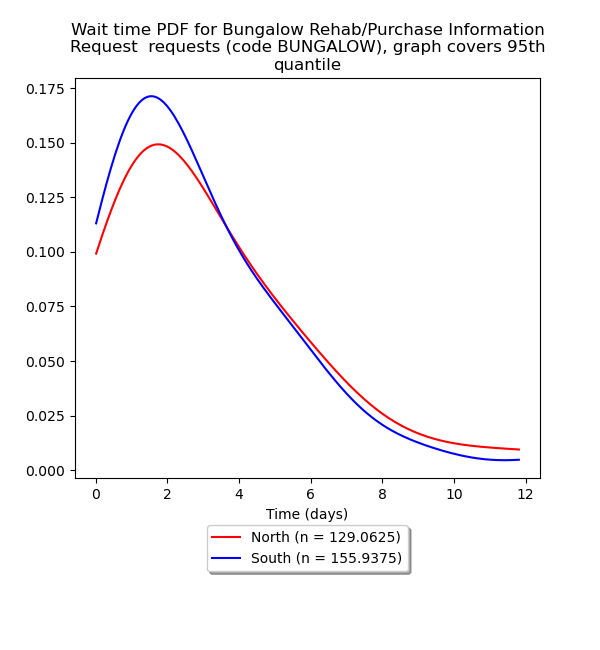 Wait time PDF for Bungalow Rehab/Purchase Information
Request  requests (code BUNGALOW), graph covers 95th
quantile
0.175
0.150
0.125
0.100
0.075
0.050
0.025
0.000
0 2 4 6 8 10 12
Time (days)
North (n = 129.0625)
South (n = 155.9375)